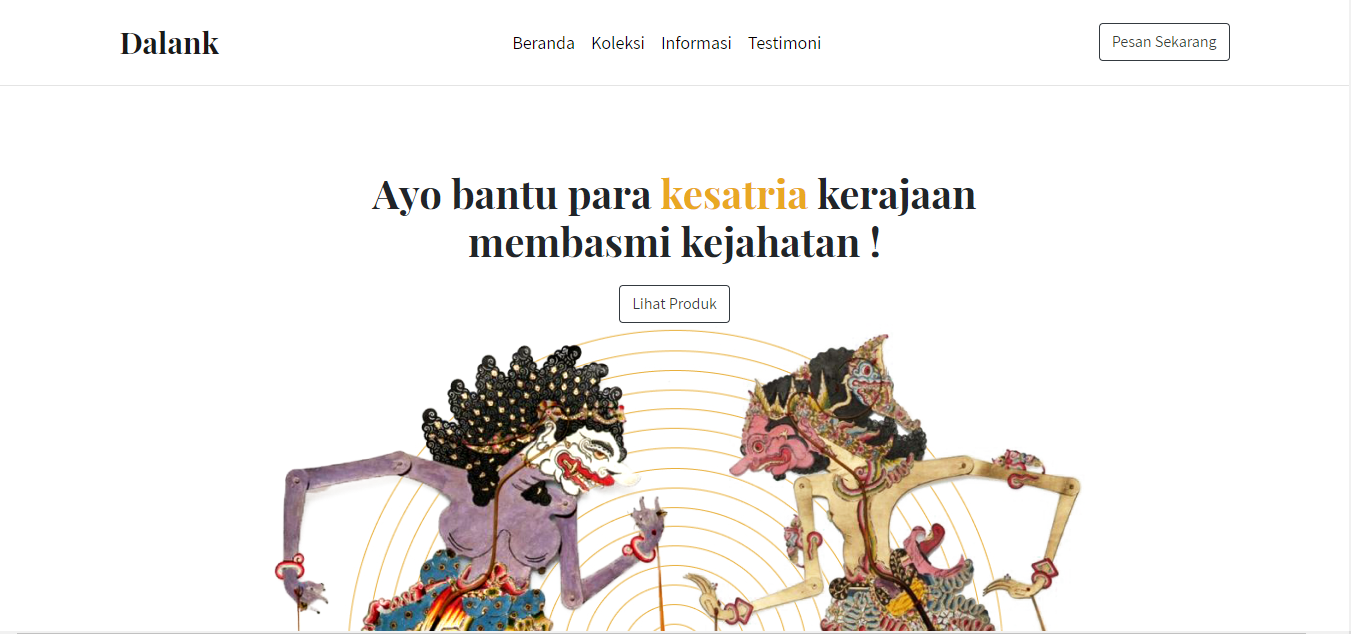 Dalank
Beranda Koleksi Informasi Testimoni
Pesan Sekarang
Ayo bantu para kesatria kerajaan
membasmi kejahatan !
Lihat Produk